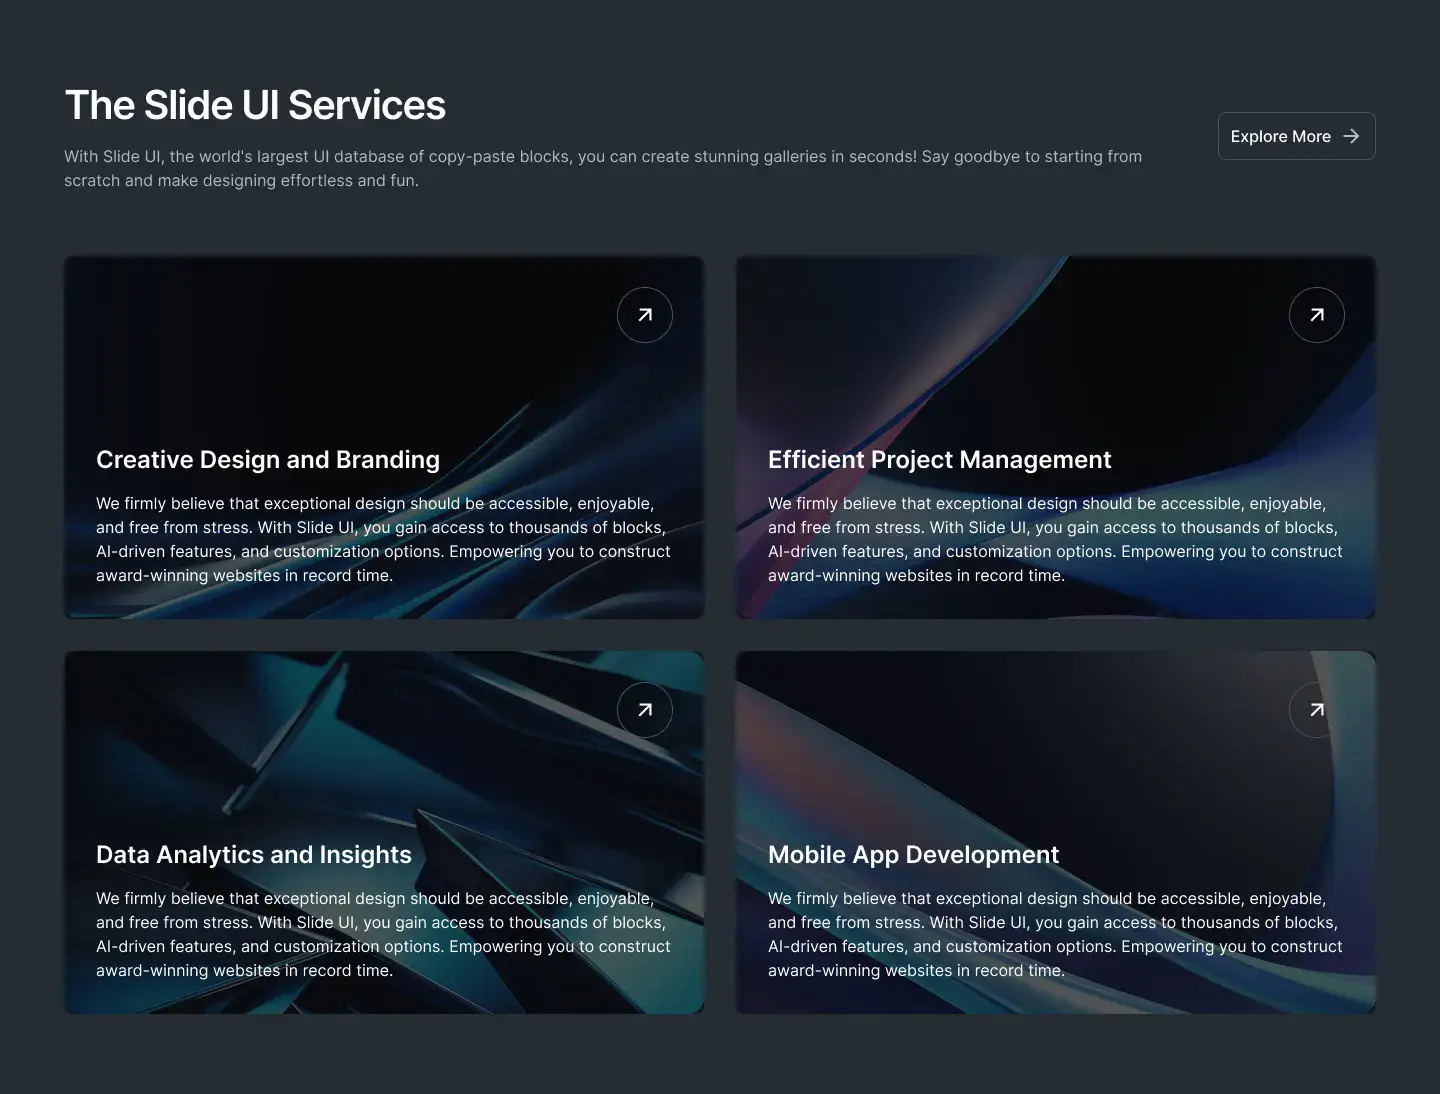 The Slide UI Services
With Slide UI, the world's largest UI database of copy-paste blocks, you can create stunning galleries in seconds! Say goodbye to starting from
scratch and make designing effortless and fun.
Explore More
Creative Design and Branding
We firmly believe that exceptional design should be accessible, enjoyable,
and free from stress. With Slide UI, you gain access to thousands of blocks,
AI-driven features, and customization options. Empowering you to construct
award-winning websites in record time.
Efficient Project Management
We firmly believe that exceptional design should be accessible, enjoyable,
and free from stress. With Slide UI, you gain access to thousands of blocks,
AI-driven features, and customization options. Empowering you to construct
award-winning websites in record time.
Data Analytics and Insights
We firmly believe that exceptional design should be accessible, enjoyable,
and free from stress. With Slide UI, you gain access to thousands of blocks,
AI-driven features, and customization options. Empowering you to construct
award-winning websites in record time.
Mobile App Development
We firmly believe that exceptional design should be accessible, enjoyable,
and free from stress. With Slide UI, you gain access to thousands of blocks,
AI-driven features, and customization options. Empowering you to construct
award-winning websites in record time.